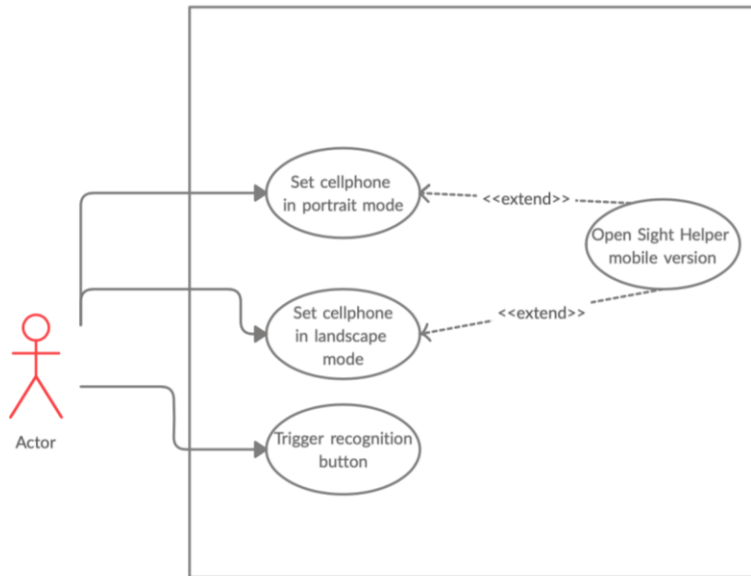 Set cellphone
in portrait mode
<<extend>>
Open Sight Helper
mobile version
Set cellphone
in landscape
mode
<<extend>>
Actor
Trigger recognition
button